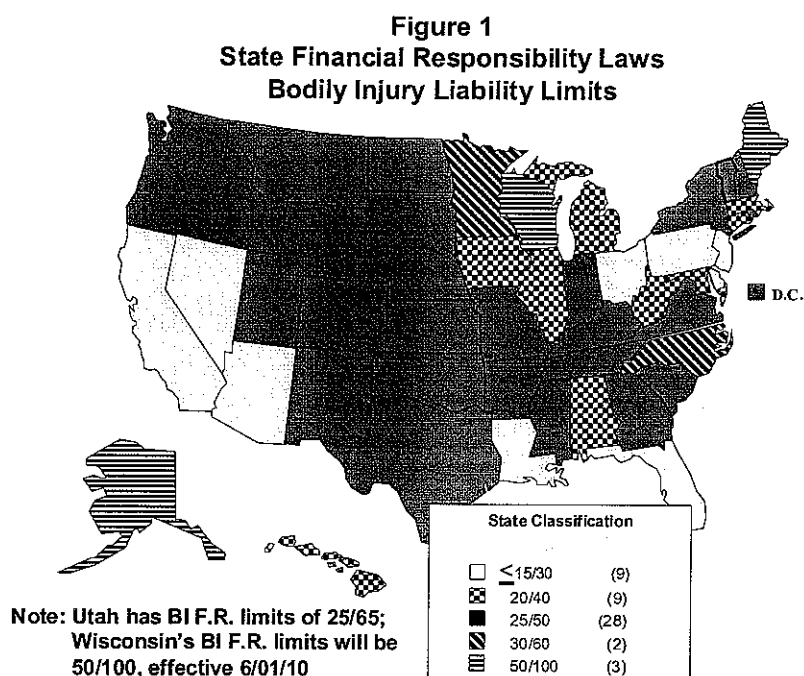 Figure 1
State Financial Responsibility Laws
Bodily Injury Liability Limits
D.C.
State Classification
≤15/30 (9)
20/40 (9)
25/50 (28)
30/60 (2)
50/100 (3)
Note: Utah has BI F.R. limits of 25/65;
Wisconsin's BI F.R. limits will be
50/100, effective 6/01/10